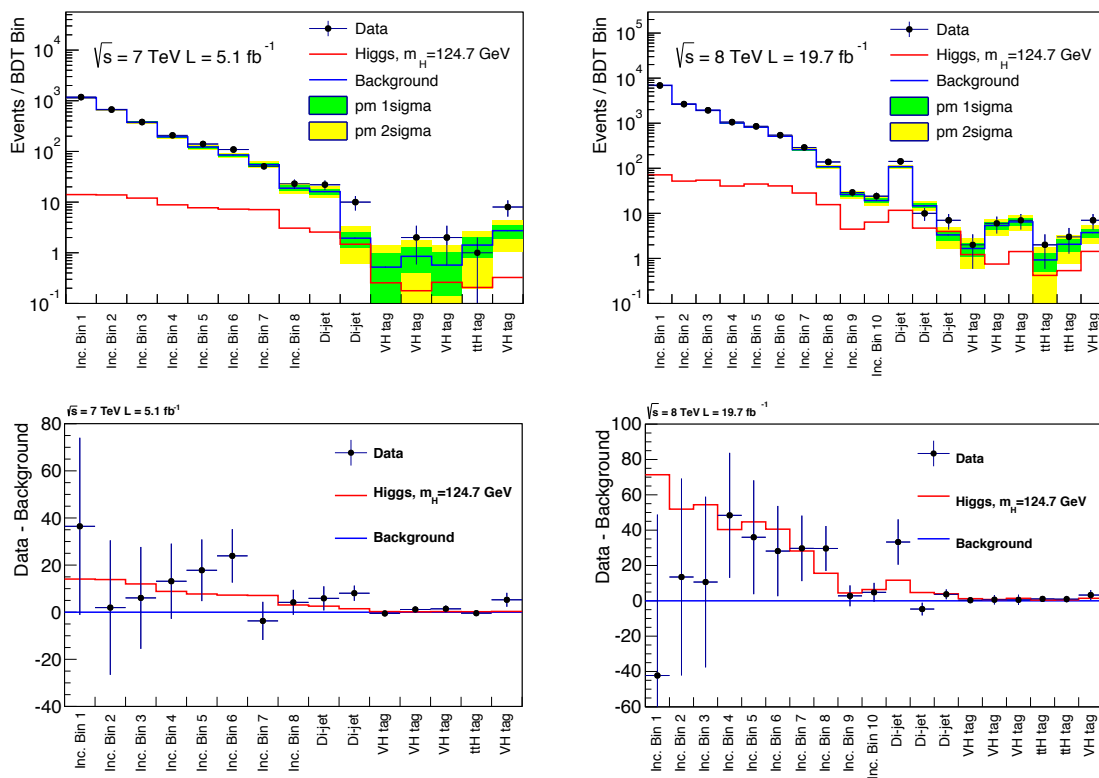 Events / BDT Bin
10⁴
10³
10²
10
1
10⁻¹
√s = 7 TeV L = 5.1 fb⁻¹
Data
Higgs, m_H=124.7 GeV
Background
pm 1sigma
pm 2sigma
Inc. Bin 1
Inc. Bin 2
Inc. Bin 3
Inc. Bin 4
Inc. Bin 5
Inc. Bin 6
Inc. Bin 7
Inc. Bin 8
Di-jet
Di-jet
VH tag
VH tag
VH tag
ttH tag
VH tag
Events / BDT Bin
10⁵
10⁴
10³
10²
10
1
10⁻¹
√s = 8 TeV L = 19.7 fb⁻¹
Data
Higgs, m_H=124.7 GeV
Background
pm 1sigma
pm 2sigma
Inc. Bin 1
Inc. Bin 2
Inc. Bin 3
Inc. Bin 4
Inc. Bin 5
Inc. Bin 6
Inc. Bin 7
Inc. Bin 8
Inc. Bin 9
Inc. Bin 10
Di-jet
Di-jet
Di-jet
VH tag
VH tag
VH tag
ttH tag
ttH tag
VH tag
√s = 7 TeV L = 5.1 fb⁻¹
Data - Background
80
60
40
20
0
-20
-40
Data
Higgs, m_H=124.7 GeV
Background
Inc. Bin 1
Inc. Bin 2
Inc. Bin 3
Inc. Bin 4
Inc. Bin 5
Inc. Bin 6
Inc. Bin 7
Inc. Bin 8
Di-jet
Di-jet
VH tag
VH tag
VH tag
ttH tag
VH tag
√s = 8 TeV L = 19.7 fb⁻¹
Data - Background
100
80
60
40
20
0
-20
-40
-60
Data
Higgs, m_H=124.7 GeV
Background
Inc. Bin 1
Inc. Bin 2
Inc. Bin 3
Inc. Bin 4
Inc. Bin 5
Inc. Bin 6
Inc. Bin 7
Inc. Bin 8
Inc. Bin 9
Inc. Bin 10
Di-jet
Di-jet
Di-jet
VH tag
VH tag
VH tag
ttH tag
ttH tag
VH tag